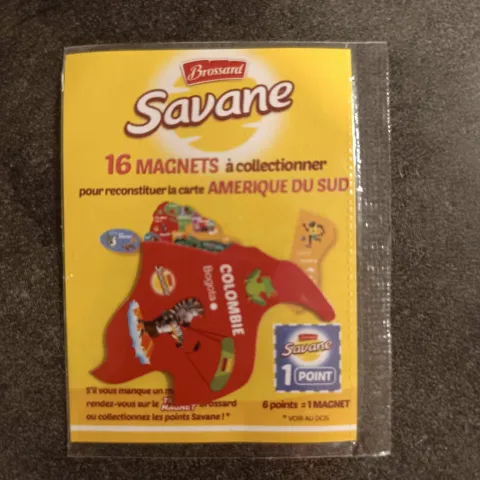 Brossard
Savane
16 MAGNETS à collectionner
pour reconstituer la carte AMERIQUE DU SUD
COLOMBIE
Bogota
Savane
1 POINT
S'il vous manque un m
rendez-vous sur le Brossard
MAGNET
ou collectionnez les points Savane ! *
6 points = 1 MAGNET
* VOIR AU DOS